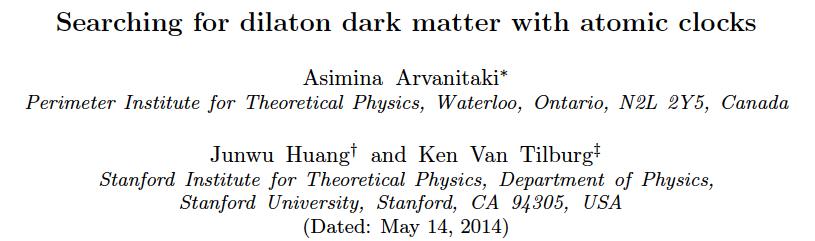 Searching for dilaton dark matter with atomic clocks
Asimina Arvanitaki*
Perimeter Institute for Theoretical Physics, Waterloo, Ontario, N2L 2Y5, Canada
Junwu Huang† and Ken Van Tilburg‡
Stanford Institute for Theoretical Physics, Department of Physics,
Stanford University, Stanford, CA 94305, USA
(Dated: May 14, 2014)